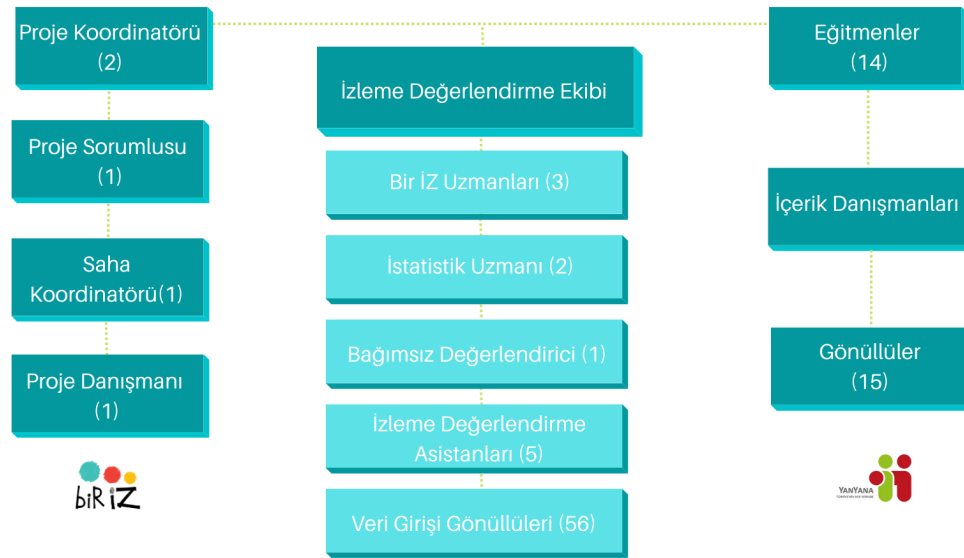 Proje Koordinatörü
(2)
Proje Sorumlusu
(1)
Saha
Koordinatörü(1)
Proje Danışmanı
(1)
biR iZ
İzleme Değerlendirme Ekibi
Bir İZ Uzmanları (3)
İstatistik Uzmanı (2)
Bağımsız Değerlendirici (1)
İzleme Değerlendirme
Asistanları (5)
Veri Girişi Gönüllüleri (56)
Eğitmenler
(14)
İçerik Danışmanları
Gönüllüler
(15)
YANYANA